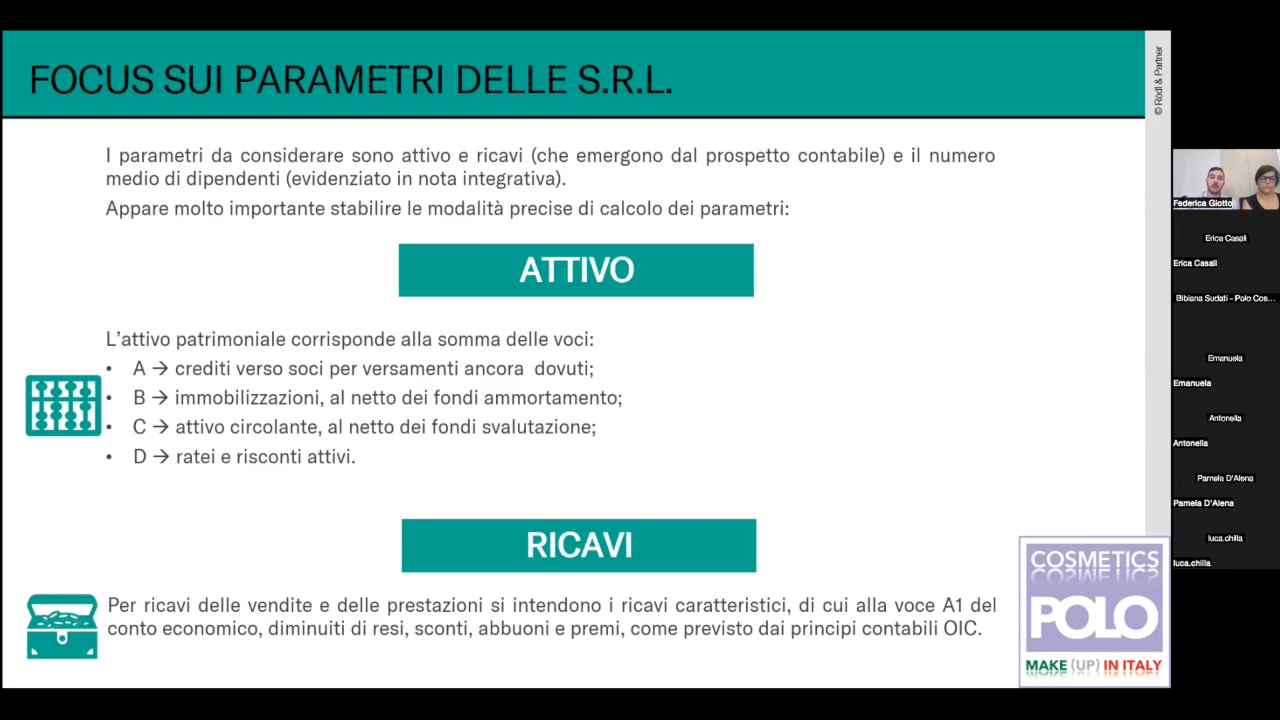 FOCUS SUI PARAMETRI DELLE S.R.L.
© Rödl & Partner
I parametri da considerare sono attivo e ricavi (che emergono dal prospetto contabile) e il numero
medio di dipendenti (evidenziato in nota integrativa).
Appare molto importante stabilire le modalità precise di calcolo dei parametri:
ATTIVO
L'attivo patrimoniale corrisponde alla somma delle voci:
• A → crediti verso soci per versamenti ancora dovuti;
• B → immobilizzazioni, al netto dei fondi ammortamento;
• C → attivo circolante, al netto dei fondi svalutazione;
• D → ratei e risconti attivi.
RICAVI
Per ricavi delle vendite e delle prestazioni si intendono i ricavi caratteristici, di cui alla voce A1 del
conto economico, diminuiti di resi, sconti, abbuoni e premi, come previsto dai principi contabili OIC.
COSMETICS
POLO
MAKE (UP) IN ITALY
Federica Giotto
Erica Casali
Erica Casali
Bibiana Sudati - Polo Cos...
Emanuela
Emanuela
Antonella
Antonella
Pamela D'Alena
Pamela D'Alena
luca.chilla
luca.chilla